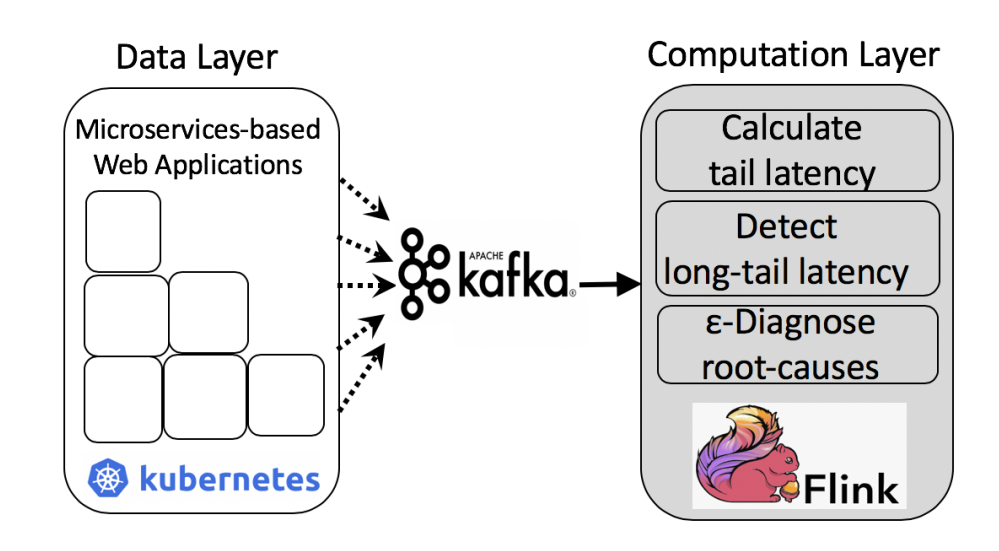 Data Layer
Microservices-based
Web Applications
kubernetes
APACHE
kafka®
Computation Layer
Calculate
tail latency
Detect
long-tail latency
ε-Diagnose
root-causes
Flink